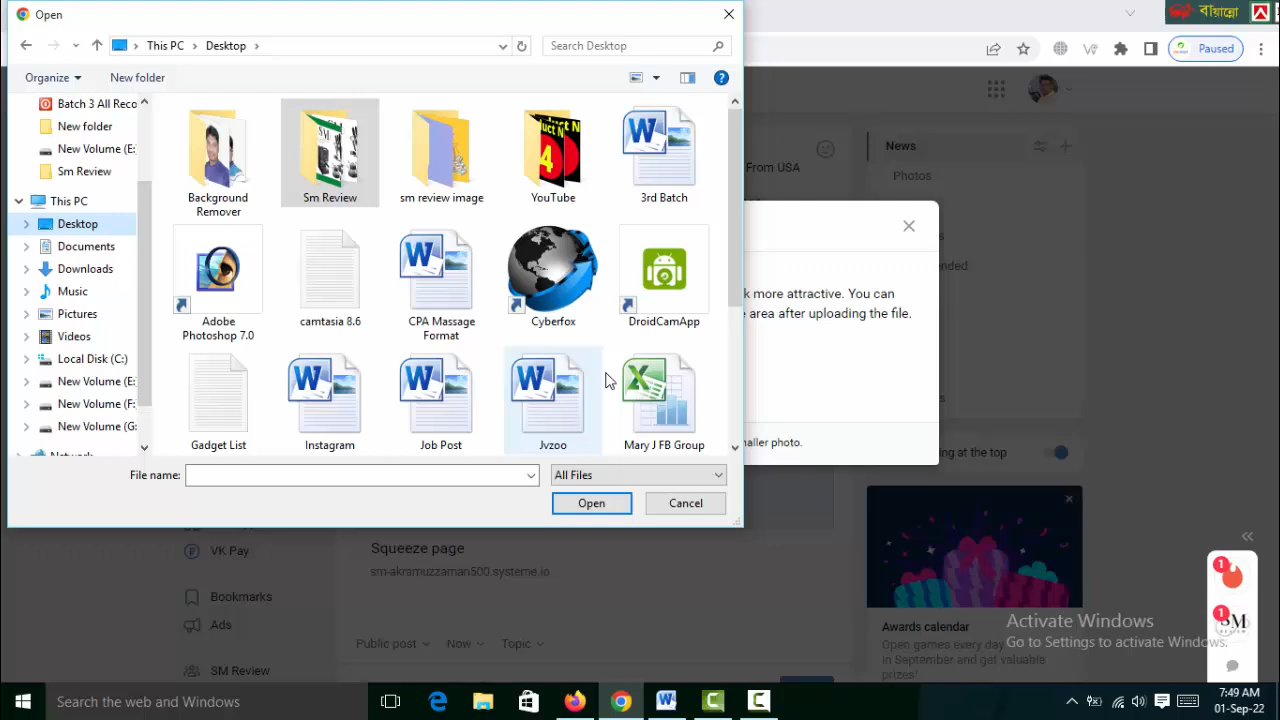 Open
বায়ান্নো
This PC
Desktop
Search Desktop
Paused
Organize
New folder
Batch 3 All Reco
New folder
New Volume (E:
Sm Review
This PC
Desktop
Documents
Downloads
Music
Pictures
Videos
Local Disk (C:)
New Volume (E:
New Volume (F:
New Volume (G:
Background
Remover
Sm Review
sm review image
YouTube
3rd Batch
Adobe
Photoshop 7.0
camtasia 8.6
CPA Massage
Format
Cyberfox
DroidCamApp
Gadget List
Instagram
Job Post
Jvzoo
Mary J FB Group
File name:
All Files
Open
Cancel
From USA
News
Photos
k more attractive. You can
e area after uploading the file.
aller photo.
ng at the top
VK Pay
Bookmarks
Ads
SM Review
Squeeze page
sm-akramuzzaman500.systeme.io
Public post
Now
Topic
Awards calendar
Open games every day
in September and get valuable
prizes'
1
1
SM
Activate Windows
Go to Settings to activate Windows.
Search the web and Windows
7:49 AM
01-Sep-22